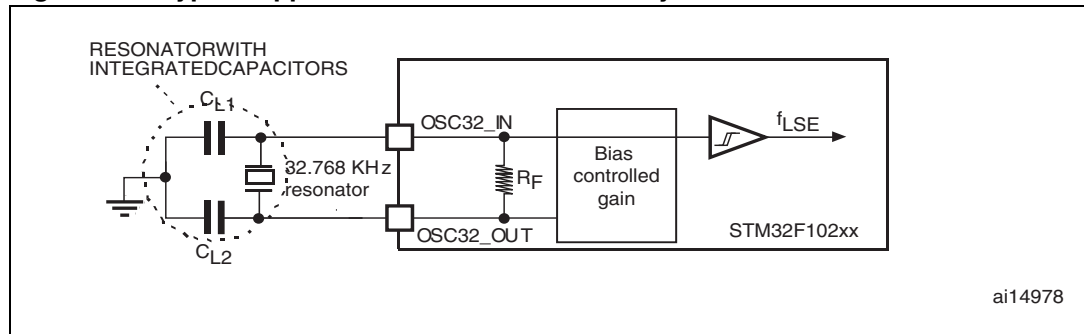 RESONATORWITH
INTEGRATEDCAPACITORS
CL1
OSC32_IN
fLSE
32.768 KHz
resonator
RF
Bias
controlled
gain
OSC32_OUT
STM32F102xx
CL2
ai14978